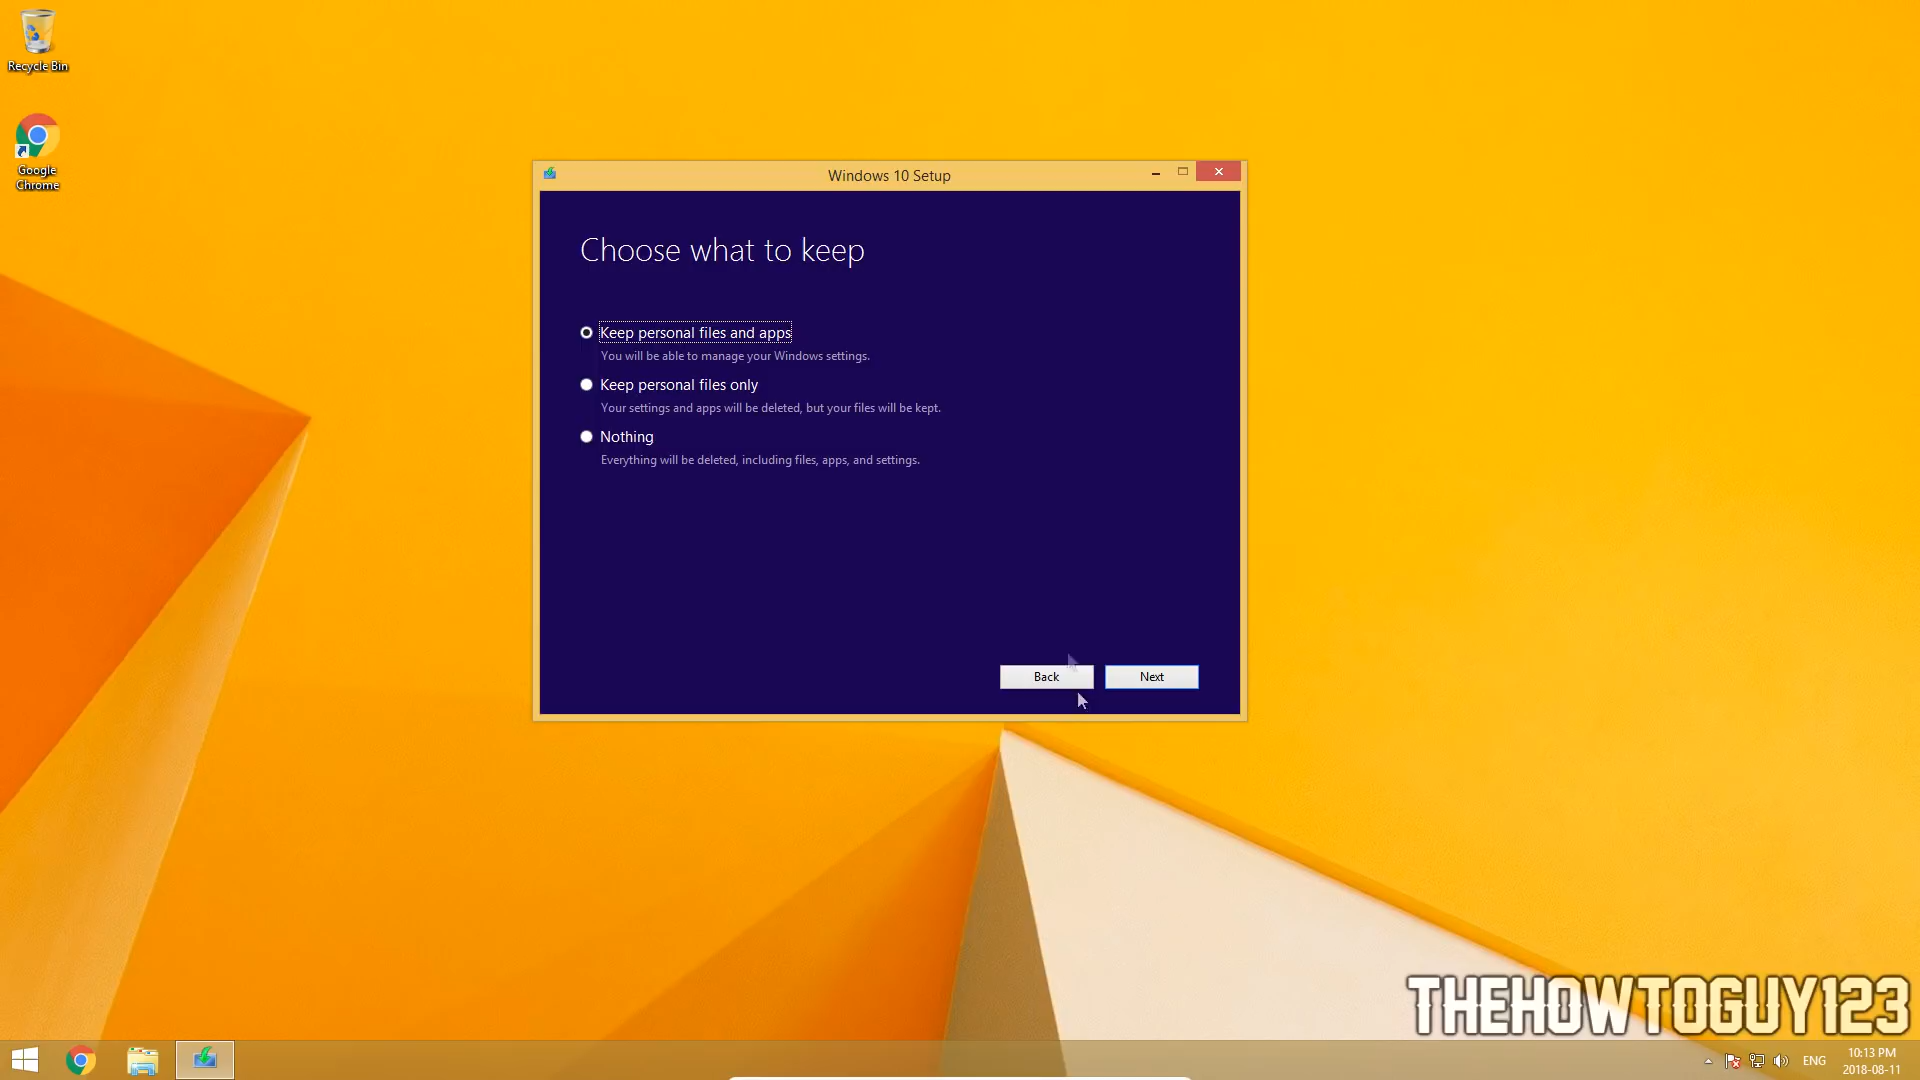 Recycle Bin
Google
Chrome
Windows 10 Setup
Choose what to keep
Keep personal files and apps
You will be able to manage your Windows settings.
Keep personal files only
Your settings and apps will be deleted, but your files will be kept.
Nothing
Everything will be deleted, including files, apps, and settings.
Back
Next
THEHOWTOGUY123
ENG
10:13 PM
2018-08-11